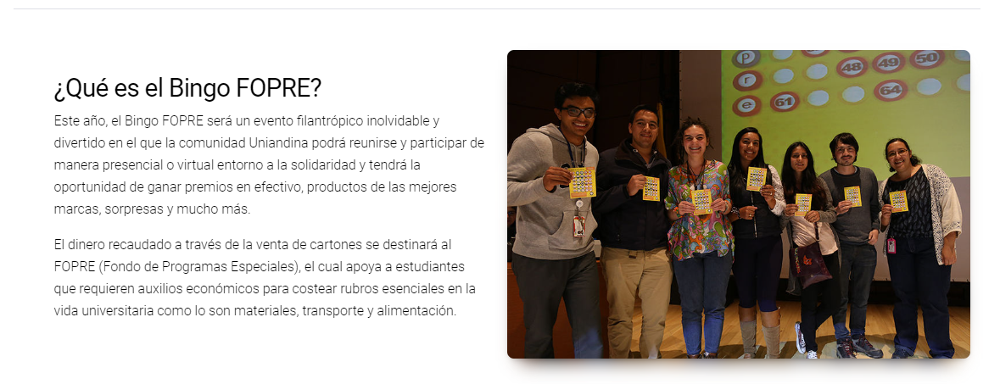 ¿Qué es el Bingo FOPRE?
Este año, el Bingo FOPRE será un evento filantrópico inolvidable y
divertido en el que la comunidad Uniandina podrá reunirse y participar de
manera presencial o virtual entorno a la solidaridad y tendrá la
oportunidad de ganar premios en efectivo, productos de las mejores
marcas, sorpresas y mucho más.
El dinero recaudado a través de la venta de cartones se destinará al
FOPRE (Fondo de Programas Especiales), el cual apoya a estudiantes
que requieren auxilios económicos para costear rubros esenciales en la
vida universitaria como lo son materiales, transporte y alimentación.
P
r 48 49 50
e 61 64